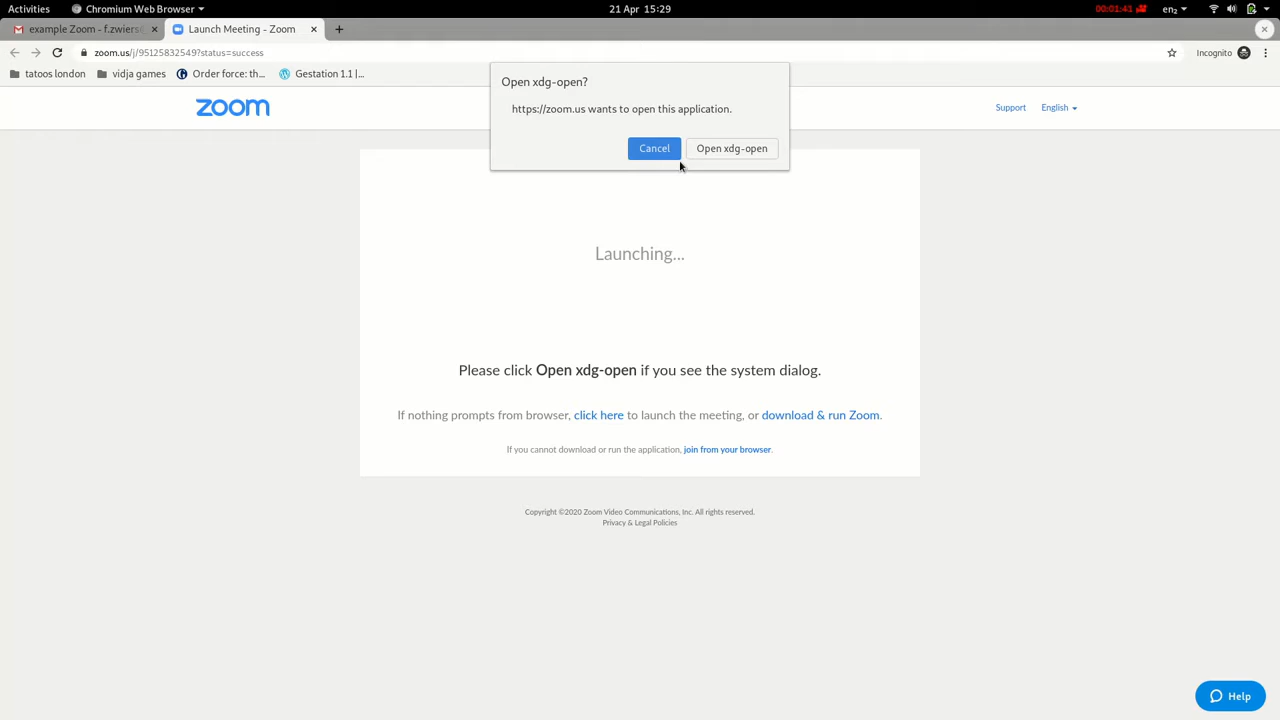 Activities Chromium Web Browser 21 Apr 15:29 00:01:41 en₂
example Zoom - f.zwiers Launch Meeting - Zoom
zoom.us/j/95125832549?status=success Incognito
tatoos london vidja games Order force: th... Gestation 1.1 |...
Open xdg-open?
https://zoom.us wants to open this application.
Cancel Open xdg-open
zoom Support English
Launching...
Please click Open xdg-open if you see the system dialog.
If nothing prompts from browser, click here to launch the meeting, or download & run Zoom.
If you cannot download or run the application, join from your browser.
Copyright ©2020 Zoom Video Communications, Inc. All rights reserved.
Privacy & Legal Policies
Help